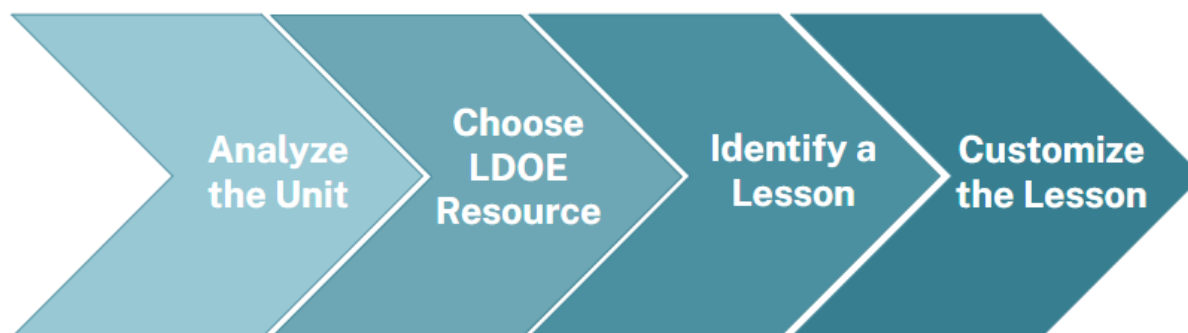 Analyze
the Unit
Choose
LDOE
Resource
Identify a
Lesson
Customize
the Lesson